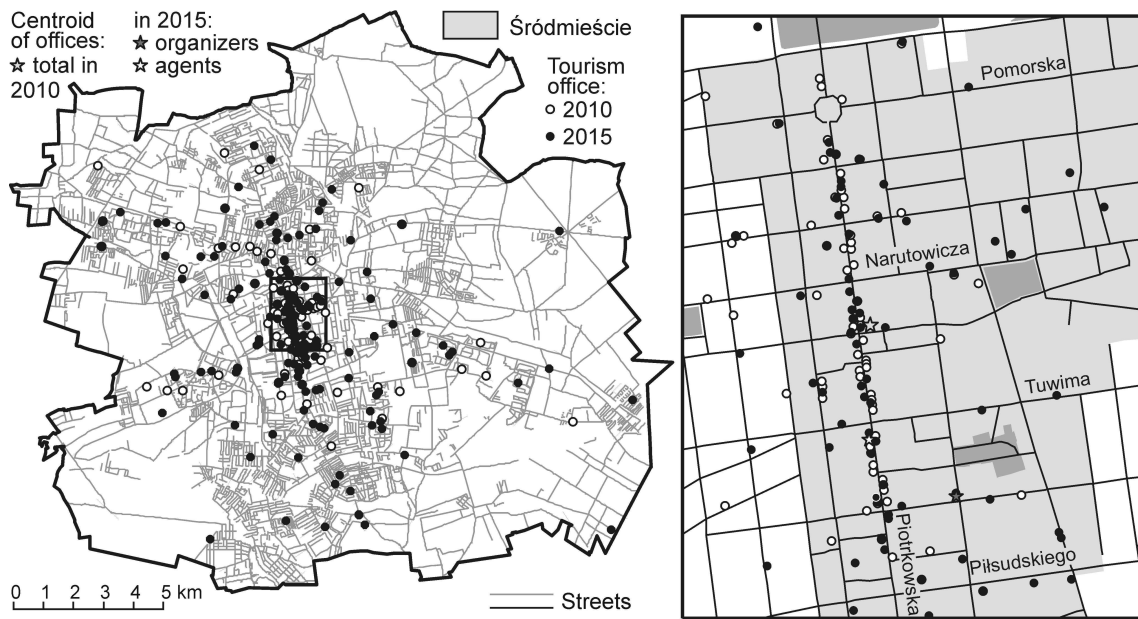 Centroid
of offices:
☆ total in
2010
in 2015:
★ organizers
☆ agents
Śródmieście
Tourism
office:
2010
2015
0 1 2 3 4 5 km
Streets
Pomorska
Narutowicza
Tuwima
Piotrkowska
Piłsudskiego